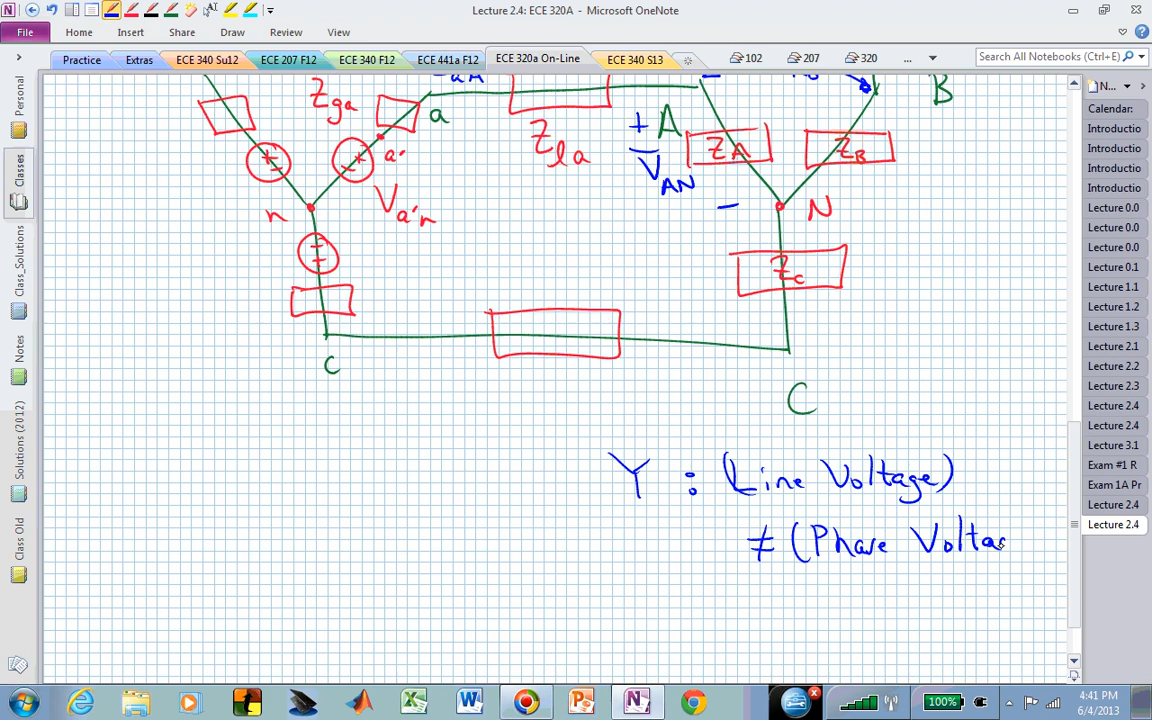 Lecture 2.4: ECE 320A - Microsoft OneNote
File Home Insert Share Draw Review View
Practice Extras ECE 340 Su12 ECE 207 F12 ECE 340 F12 ECE 441a F12 ECE 320a On-Line ECE 340 S13 102 207 320 ... Search All Notebooks (Ctrl+E)
Personal
Classes
Class_Solutions
Notes
Solutions (2012)
Class Old
N...
Calendar:
Introductio
Introductio
Introductio
Introductio
Lecture 0.0
Lecture 0.0
Lecture 0.0
Lecture 0.1
Lecture 1.1
Lecture 1.2
Lecture 1.3
Lecture 2.1
Lecture 2.2
Lecture 2.3
Lecture 2.4
Lecture 2.4
Lecture 3.1
Exam #1 R
Exam 1A Pr
Lecture 2.4
Lecture 2.4
Zga
aA
a
a'
Va'n
n
Zla
A
+
VAN
-
ZA
ZB
B
N
Zc
c
C
Y : (Line Voltage)
≠ (Phase Volta
100%
4:41 PM
6/4/2013